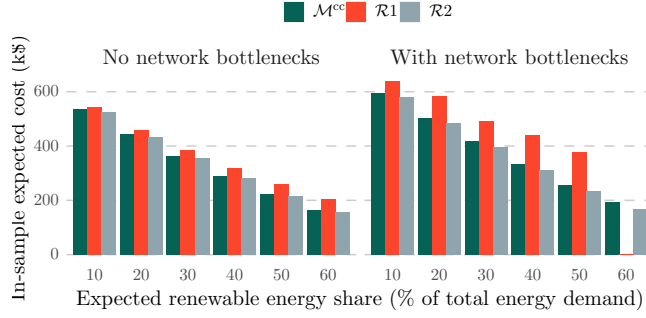 ℳᶜᶜ ℛ1 ℛ2
No network bottlenecks With network bottlenecks
In-sample expected cost (k$)
600
400
200
0
10 20 30 40 50 60 10 20 30 40 50 60
Expected renewable energy share (% of total energy demand)